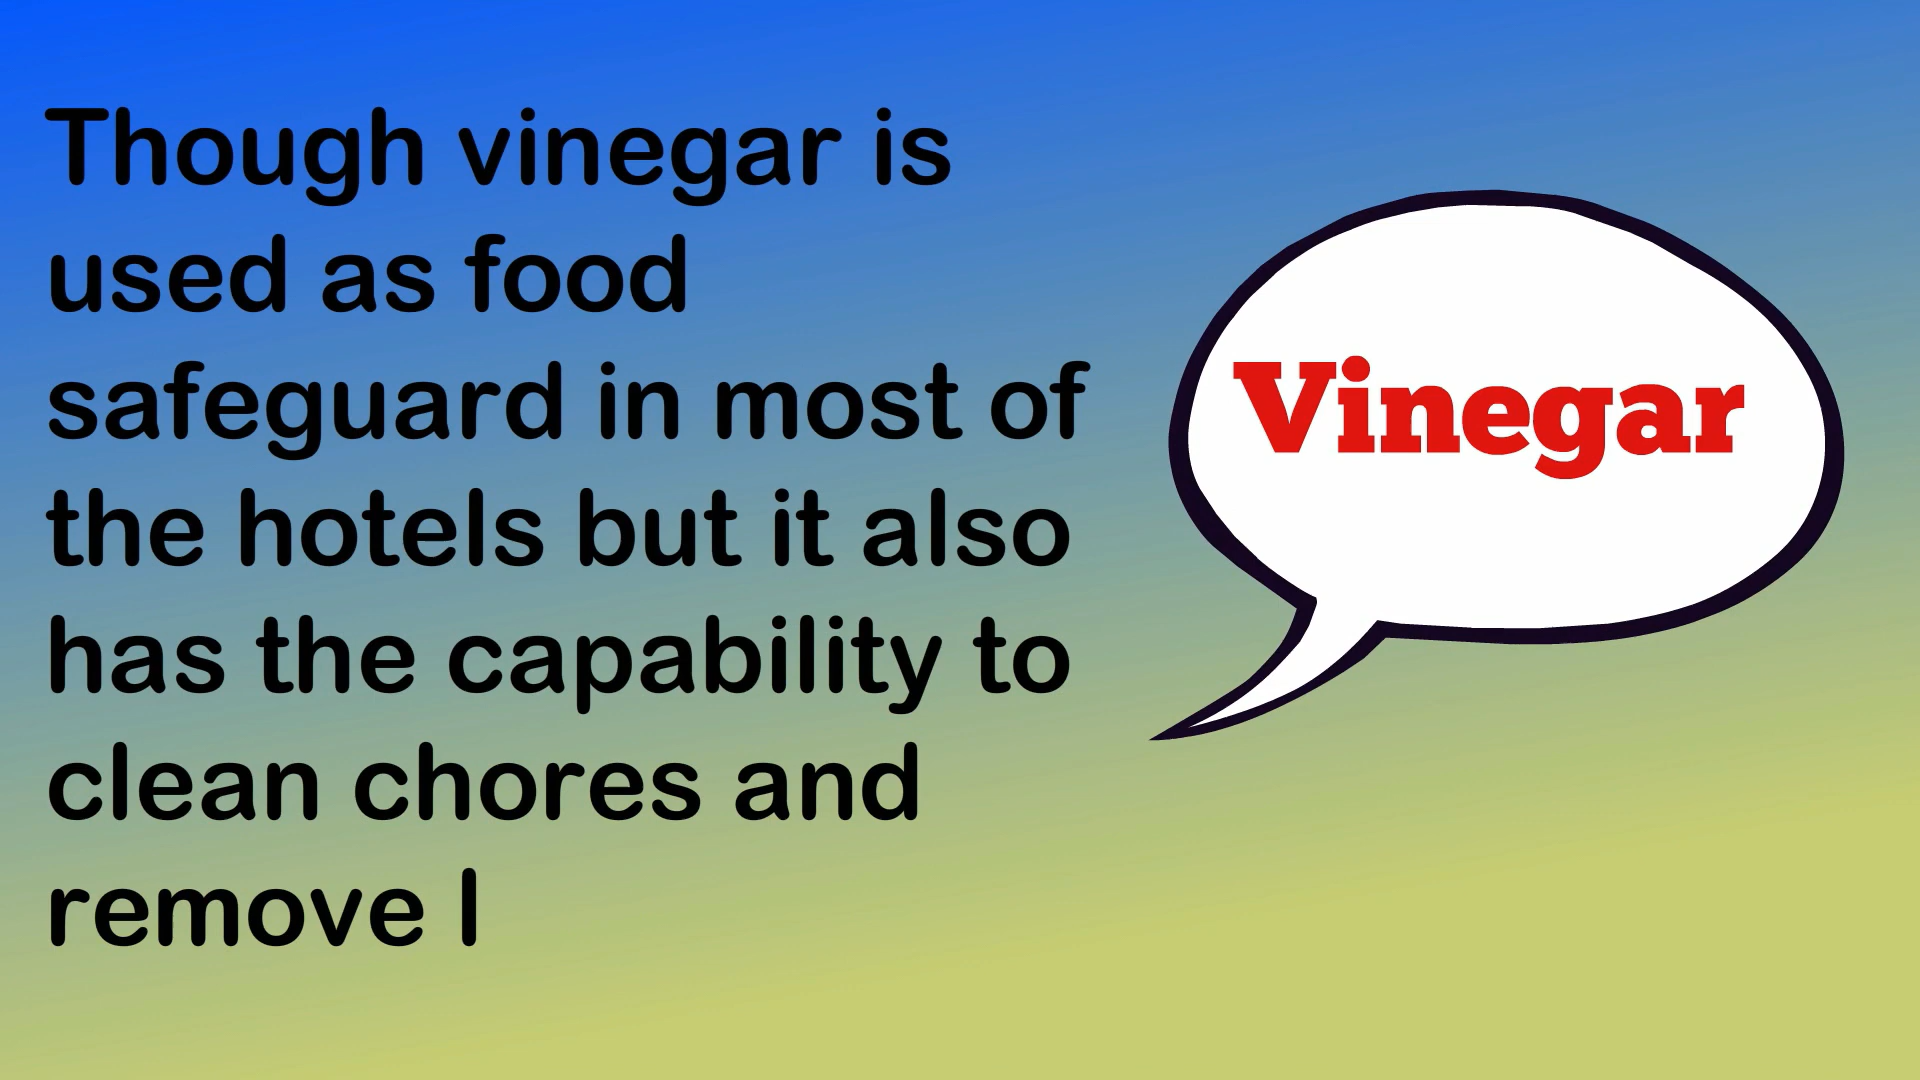 Though vinegar is
used as food
safeguard in most of
the hotels but it also
has the capability to
clean chores and
remove l
Vinegar